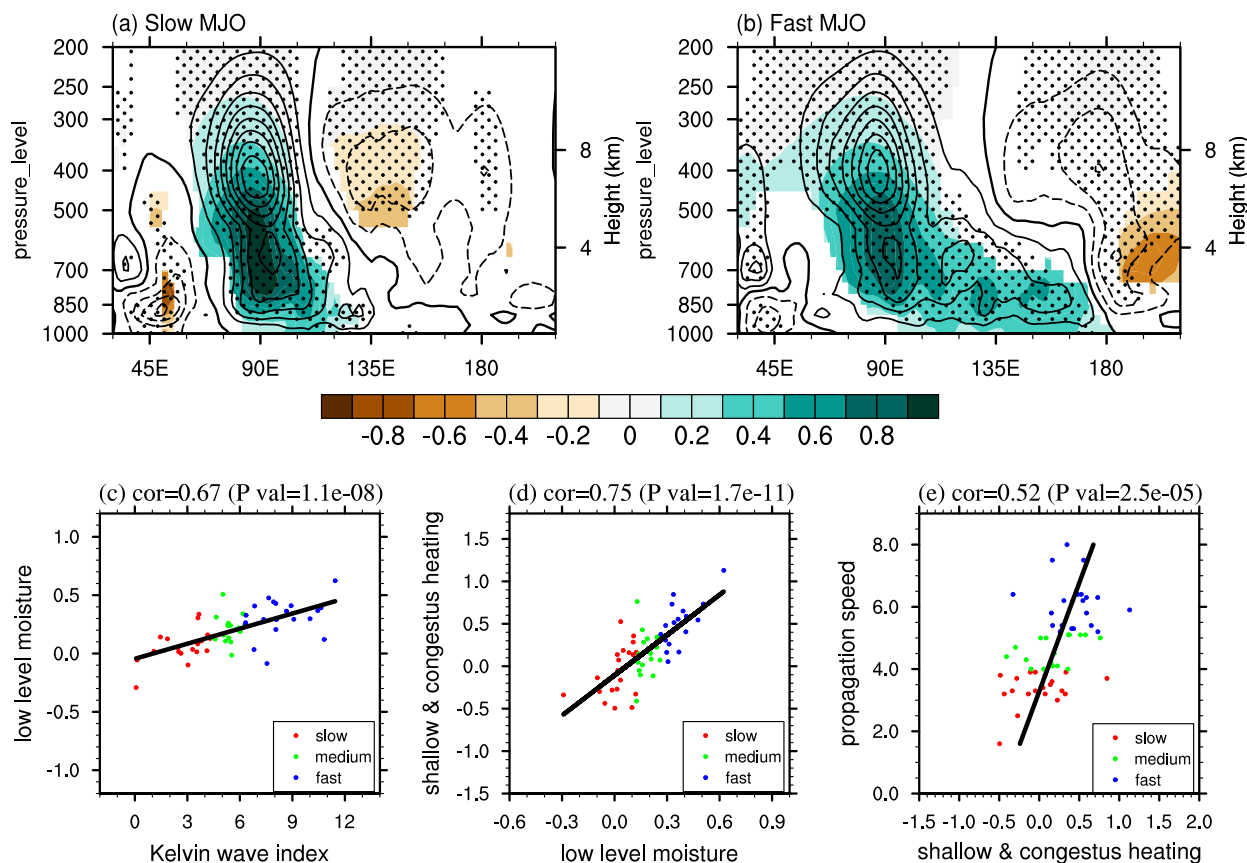 (a) Slow MJO
(b) Fast MJO
200
250
300
400
500
700
850
1000
pressure_level
8
4
Height (km)
45E 90E 135E 180
200
250
300
400
500
700
850
1000
pressure_level
8
4
Height (km)
45E 90E 135E 180
-0.8 -0.6 -0.4 -0.2 0 0.2 0.4 0.6 0.8
(c) cor=0.67 (P val=1.1e-08)
low level moisture
1.0
0.5
0.0
-0.5
-1.0
slow
medium
fast
0 3 6 9 12
Kelvin wave index
(d) cor=0.75 (P val=1.7e-11)
shallow & congestus heating
1.5
1.0
0.5
0.0
-0.5
-1.0
-1.5
slow
medium
fast
-0.6 -0.3 0.0 0.3 0.6 0.9
low level moisture
(e) cor=0.52 (P val=2.5e-05)
propagation speed
8.0
6.0
4.0
2.0
0.0
slow
medium
fast
-1.5 -1.0 -0.5 0.0 0.5 1.0 1.5 2.0
shallow & congestus heating